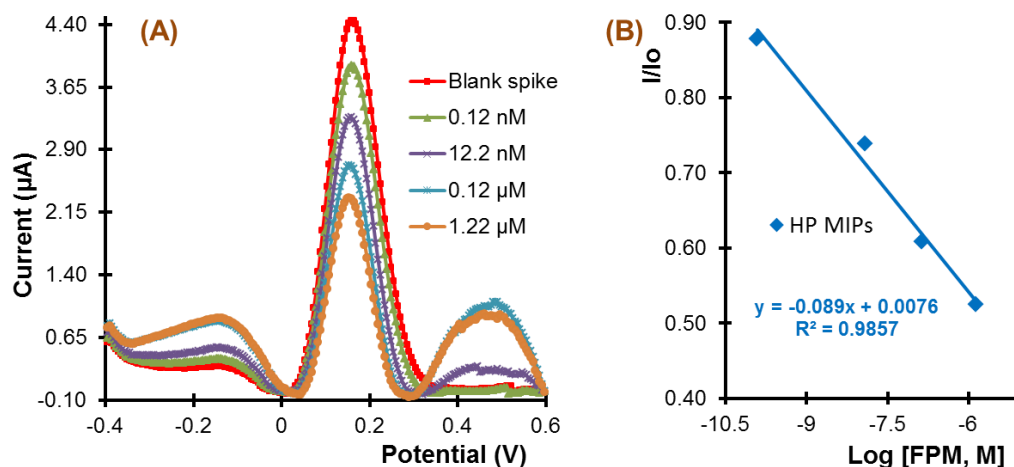 (A)
4.40
3.65
2.90
2.15
1.40
0.65
-0.10
Current (µA)
-0.4
-0.2
0
0.2
0.4
0.6
Potential (V)
Blank spike
0.12 nM
12.2 nM
0.12 µM
1.22 µM
(B)
I/Io
0.90
0.80
0.70
0.60
0.50
0.40
HP MIPs
y = -0.089x + 0.0076
R² = 0.9857
-10.5
-9
-7.5
-6
Log [FPM, M]